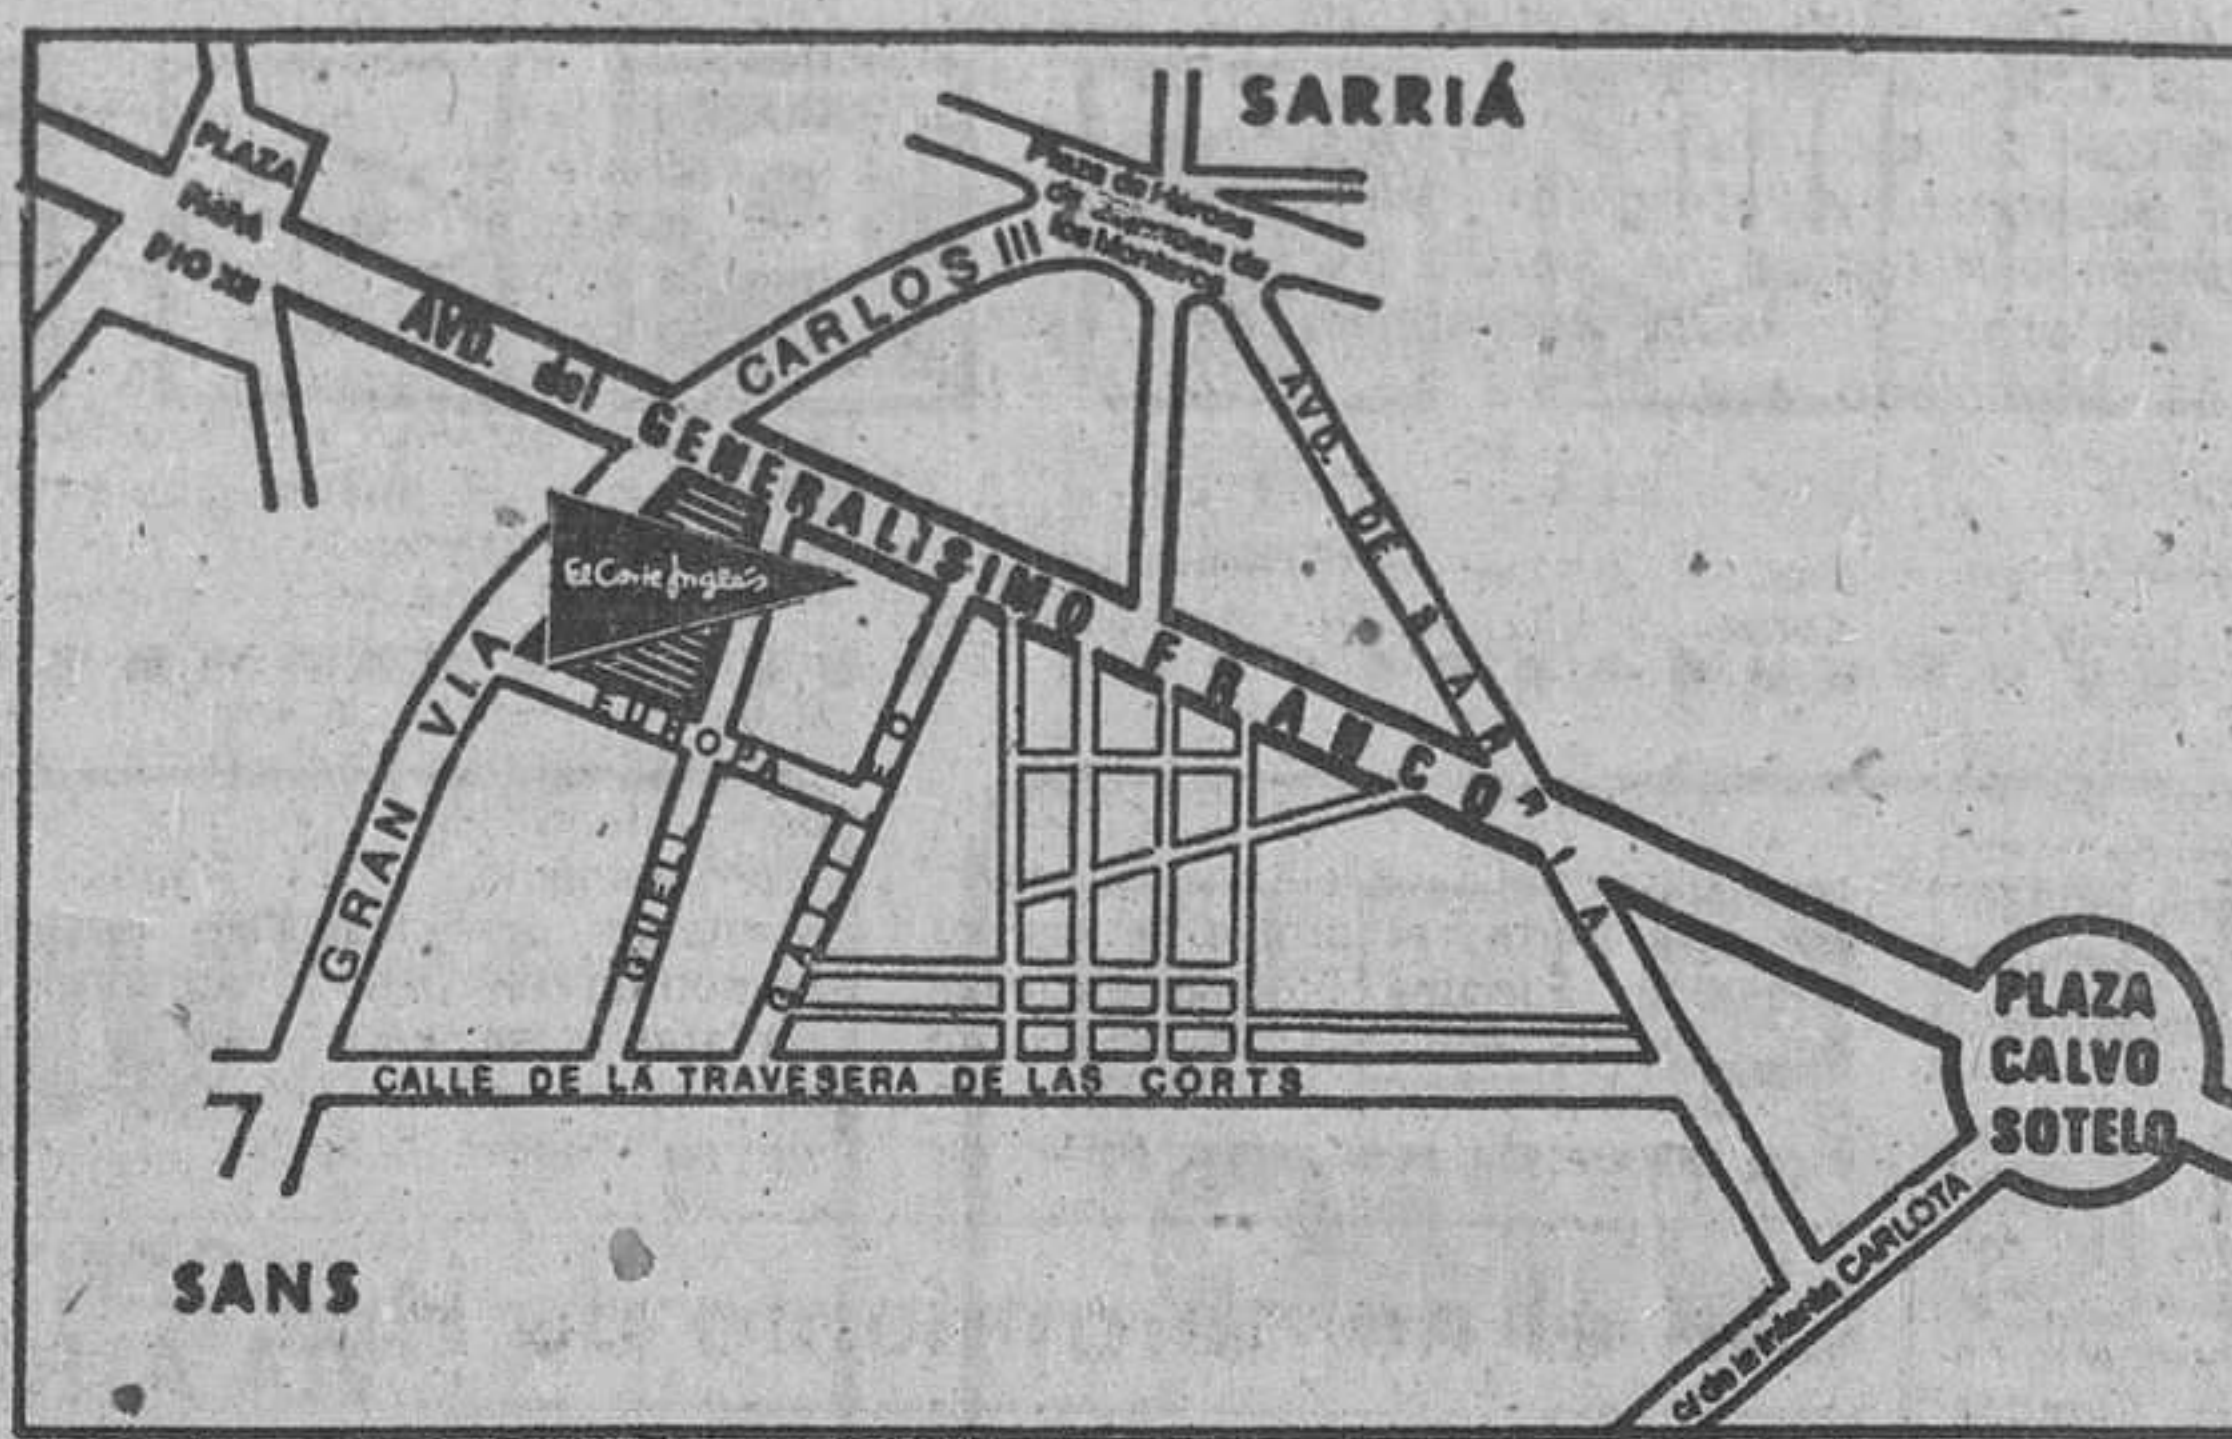 SARRIÁ
PLAZA
PAPA
PIO XII
Plaza de Héroes
de
los Monteros
GRAN VIA CARLOS III
AVD. del GENERALISIMO FRANCO
AVD. DE SARRIA
El Corte Inglés
EUROPA
GALILEO
GUELL
CALLE DE LA TRAVESERA DE LAS CORTS
PLAZA
CALVO
SOTELO
c/ de la Infanta CARLOTA
SANS